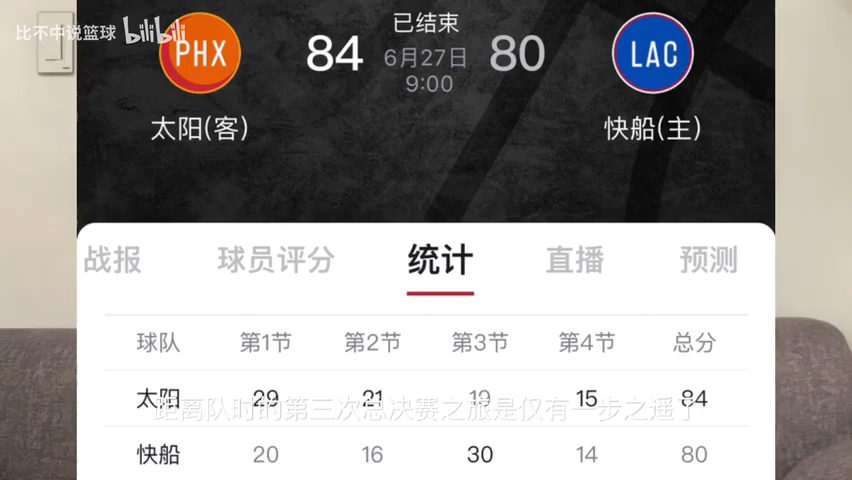 比不中说篮球 bilibili
PHX 84 已结束 80 LAC
6月27日
9:00
太阳(客) 快船(主)
战报 球员评分 统计 直播 预测
球队 第1节 第2节 第3节 第4节 总分
太阳 29 21 19 15 84
距离队时的第三次总决赛之旅是仅有一步之遥了
快船 20 16 30 14 80